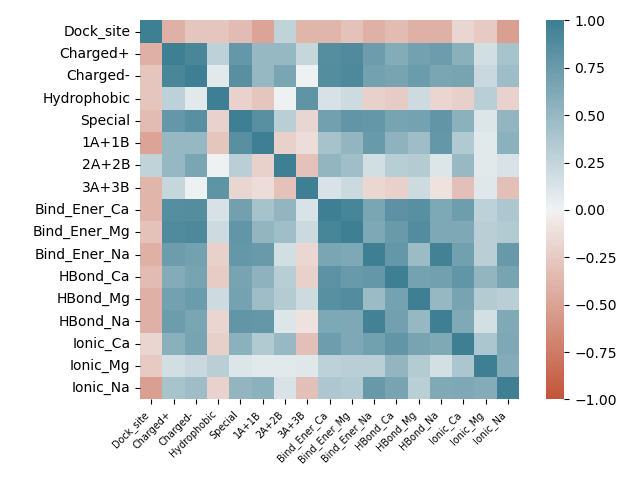 Dock_site
Charged+
Charged-
Hydrophobic
Special
1A+1B
2A+2B
3A+3B
Bind_Ener_Ca
Bind_Ener_Mg
Bind_Ener_Na
HBond_Ca
HBond_Mg
HBond_Na
Ionic_Ca
Ionic_Mg
Ionic_Na
Dock_site
Charged+
Charged-
Hydrophobic
Special
1A+1B
2A+2B
3A+3B
Bind_Ener_Ca
Bind_Ener_Mg
Bind_Ener_Na
HBond_Ca
HBond_Mg
HBond_Na
Ionic_Ca
Ionic_Mg
Ionic_Na
1.00
0.75
0.50
0.25
0.00
−0.25
−0.50
−0.75
−1.00